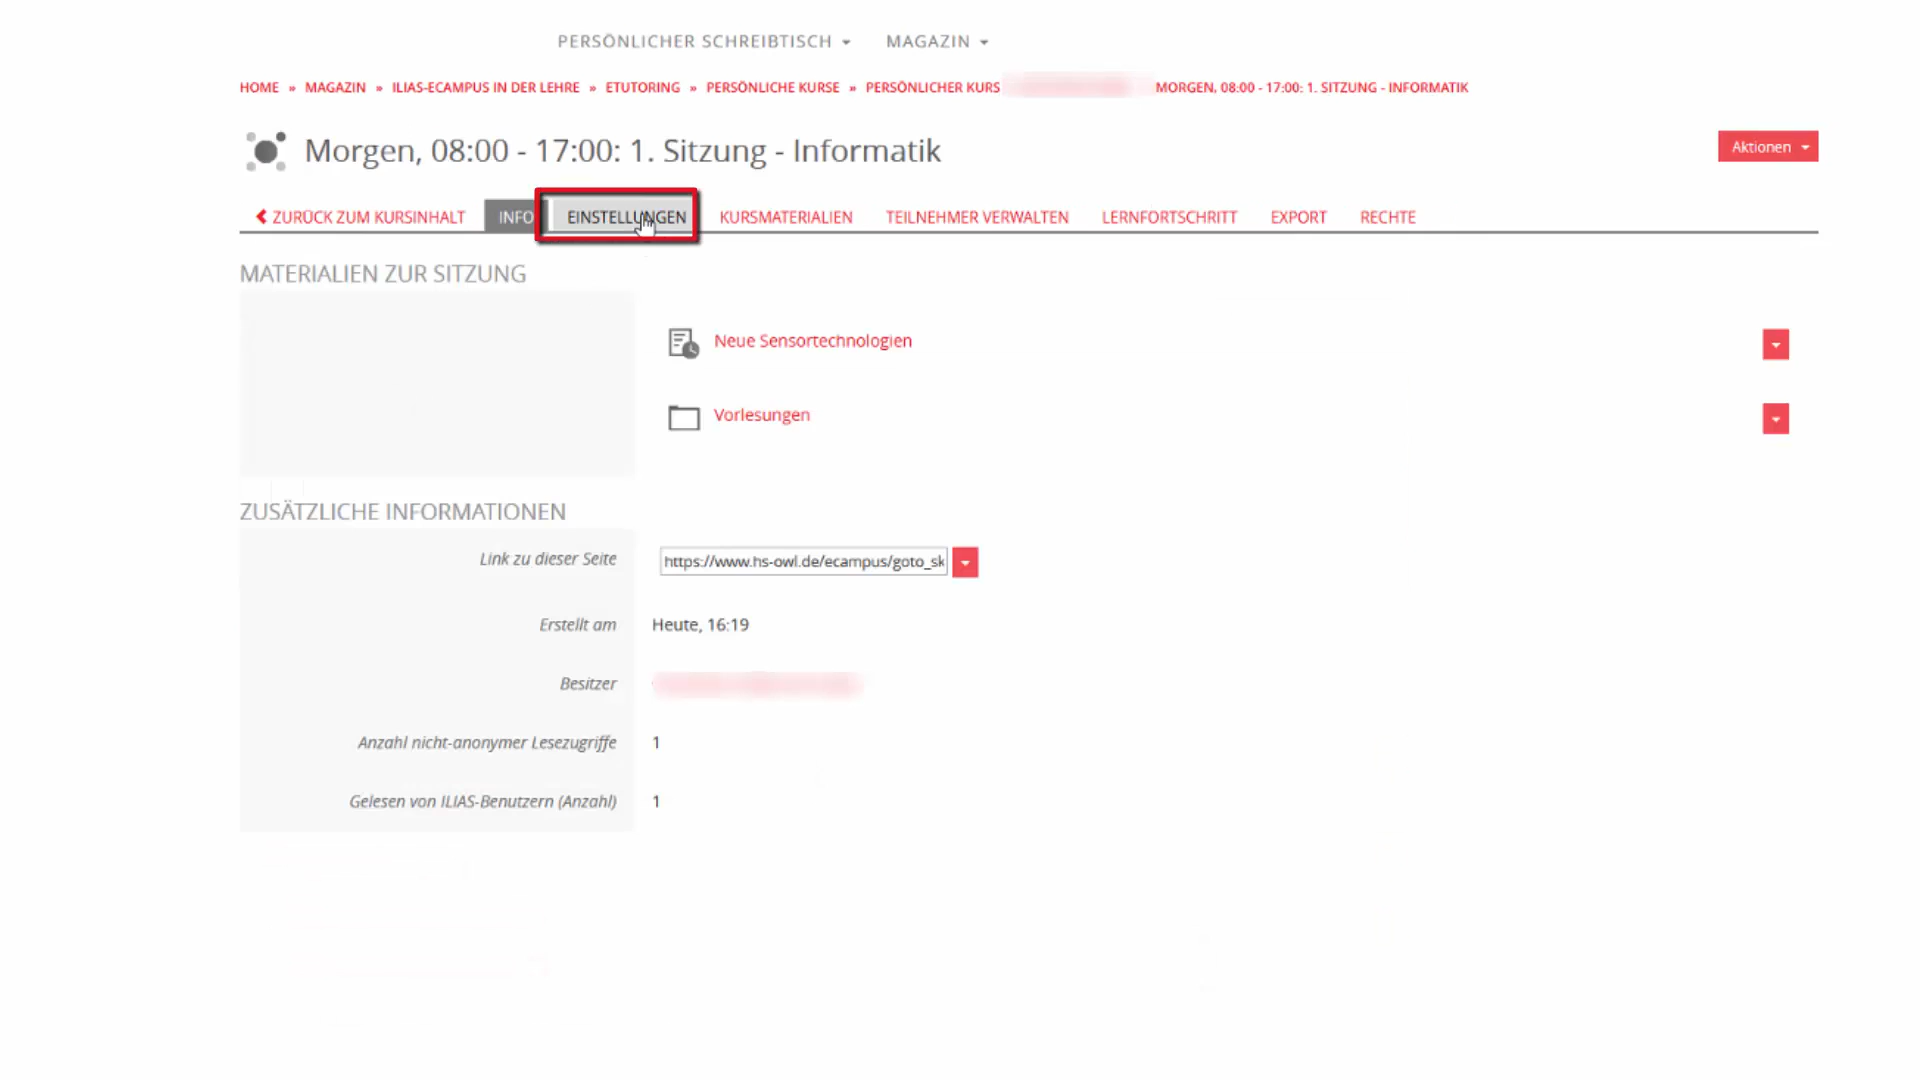 PERSÖNLICHER SCHREIBTISCH MAGAZIN
HOME » MAGAZIN » ILIAS-ECAMPUS IN DER LEHRE » ETUTORING » PERSÖNLICHE KURSE » PERSÖNLICHER KURS MORGEN, 08:00 - 17:00: 1. SITZUNG - INFORMATIK
Morgen, 08:00 - 17:00: 1. Sitzung - Informatik
Aktionen
ZURÜCK ZUM KURSINHALT INFO EINSTELLUNGEN KURSMATERIALIEN TEILNEHMER VERWALTEN LERNFORTSCHRITT EXPORT RECHTE
MATERIALIEN ZUR SITZUNG
Neue Sensortechnologien
Vorlesungen
ZUSÄTZLICHE INFORMATIONEN
Link zu dieser Seite https://www.hs-owl.de/ecampus/goto_sk
Erstellt am Heute, 16:19
Besitzer
Anzahl nicht-anonymer Lesezugriffe 1
Gelesen von ILIAS-Benutzern (Anzahl) 1